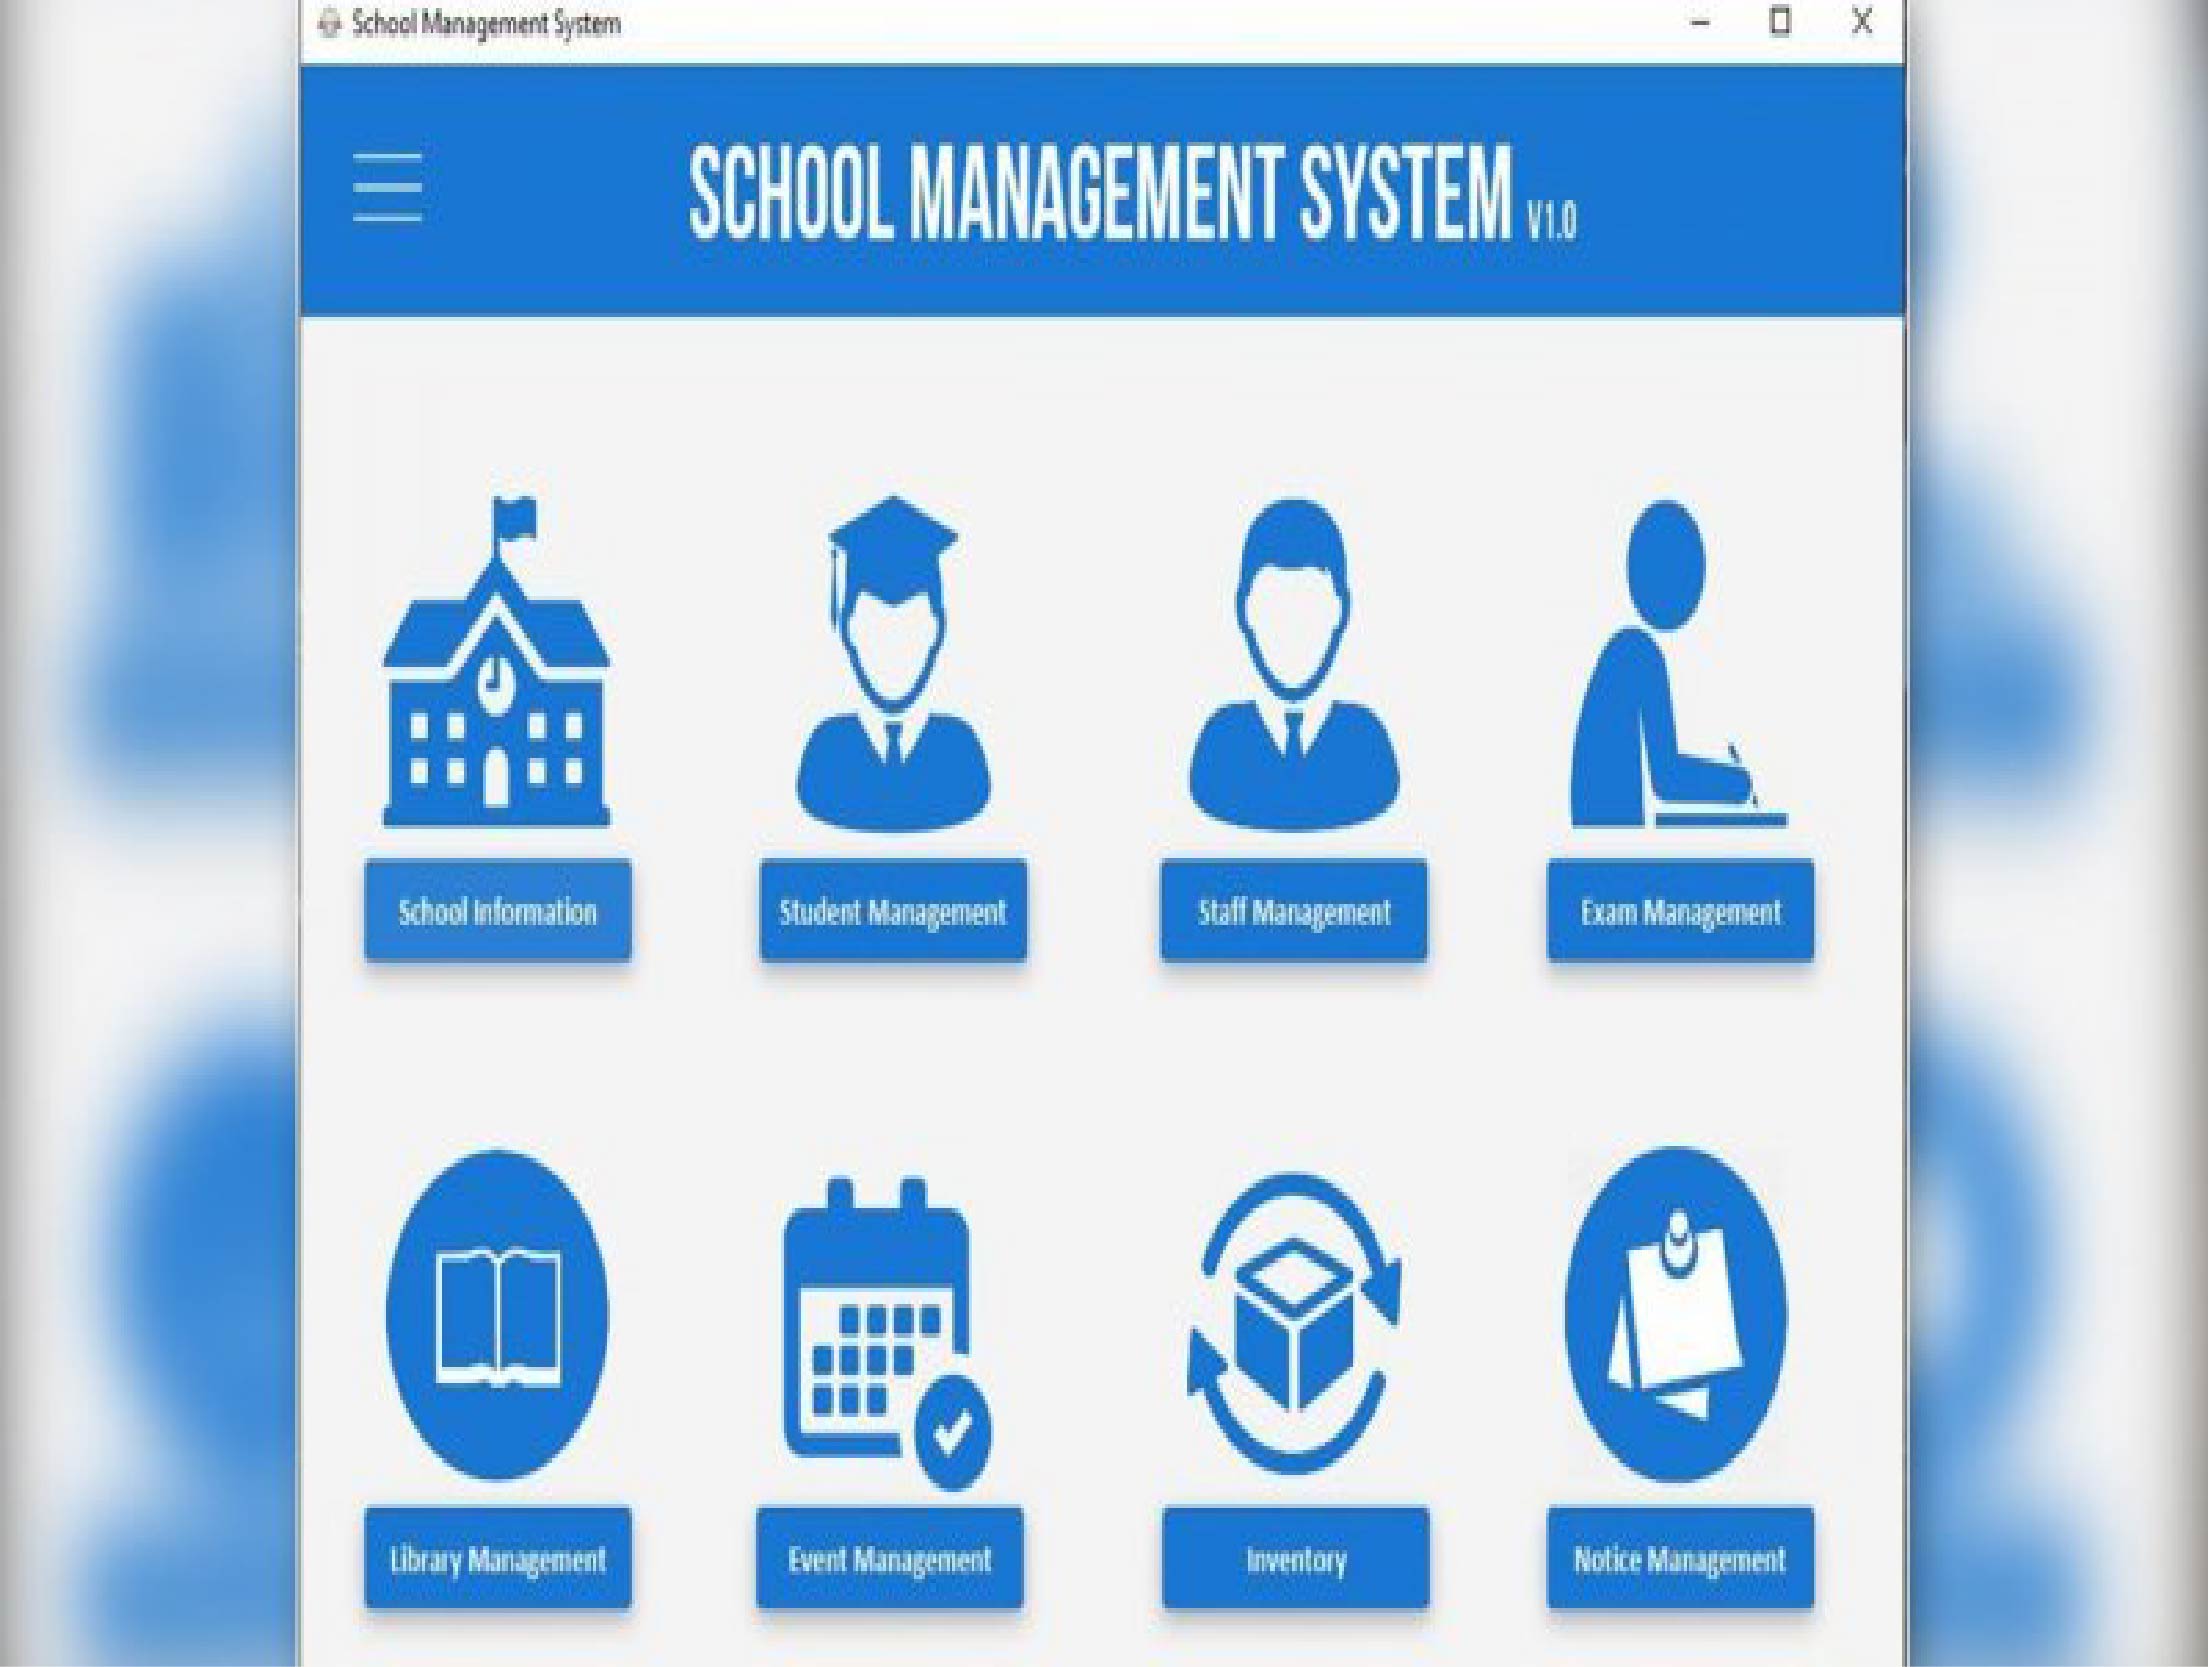 School Management System
SCHOOL MANAGEMENT SYSTEM V1.0
School Information
Student Management
Staff Management
Exam Management
Library Management
Event Management
Inventory
Notice Management